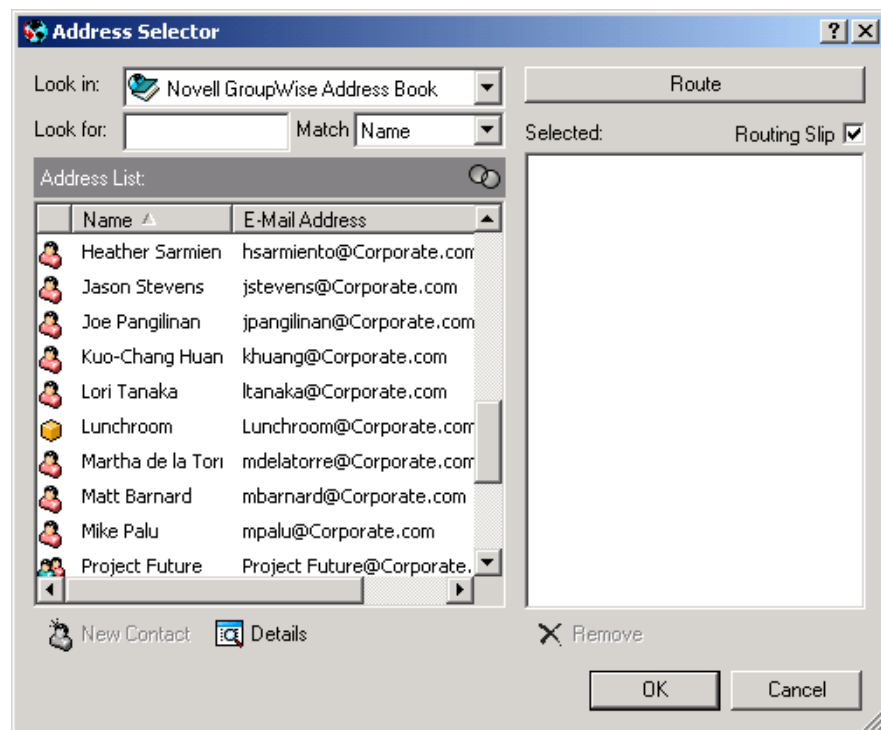 Address Selector
Look in: Novell GroupWise Address Book
Route
Look for: Match Name
Selected: Routing Slip
Address List:
Name E-Mail Address
Heather Sarmien hsarmiento@Corporate.com
Jason Stevens jstevens@Corporate.com
Joe Pangilinan jpangilinan@Corporate.com
Kuo-Chang Huan khuang@Corporate.com
Lori Tanaka ltanaka@Corporate.com
Lunchroom Lunchroom@Corporate.com
Martha de la Torr mdelatorre@Corporate.com
Matt Barnard mbarnard@Corporate.com
Mike Palu mpalu@Corporate.com
Project Future Project Future@Corporate.
New Contact Details Remove
OK Cancel